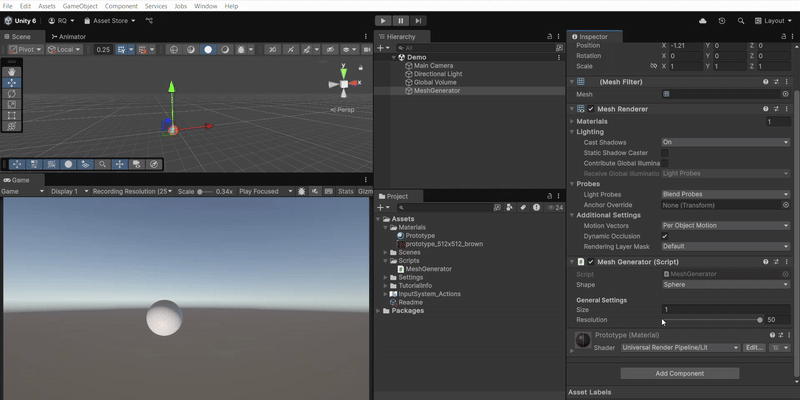 File Edit Assets GameObject Component Services Jobs Window Help
Unity 6 RQ Asset Store Layout
Scene Animator
Pivot Local 0.25
Persp
y
x
Game
Game Display 1 Recording Resolution (25 Scale 0.34x Play Focused Stats Gizm
Hierarchy
All
Demo
Main Camera
Directional Light
Global Volume
MeshGenerator
Project
24
Assets
Materials
Prototype
prototype_512x512_brown
Scenes
Scripts
MeshGenerator
Settings
TutorialInfo
InputSystem_Actions
Readme
Packages
Inspector
Position X -1.21 Y 0 Z 0
Rotation X 0 Y 0 Z 0
Scale X 1 Y 1 Z 1
(Mesh Filter)
Mesh
Mesh Renderer
Materials 1
Lighting
Cast Shadows On
Static Shadow Caster
Contribute Global Illumina
Receive Global Illuminatio Light Probes
Probes
Light Probes Blend Probes
Anchor Override None (Transform)
Additional Settings
Motion Vectors Per Object Motion
Dynamic Occlusion
Rendering Layer Mask Default
Mesh Generator (Script)
Script MeshGenerator
Shape Sphere
General Settings
Size 1
Resolution 50
Prototype (Material)
Shader Universal Render Pipeline/Lit Edit...
Add Component
Asset Labels